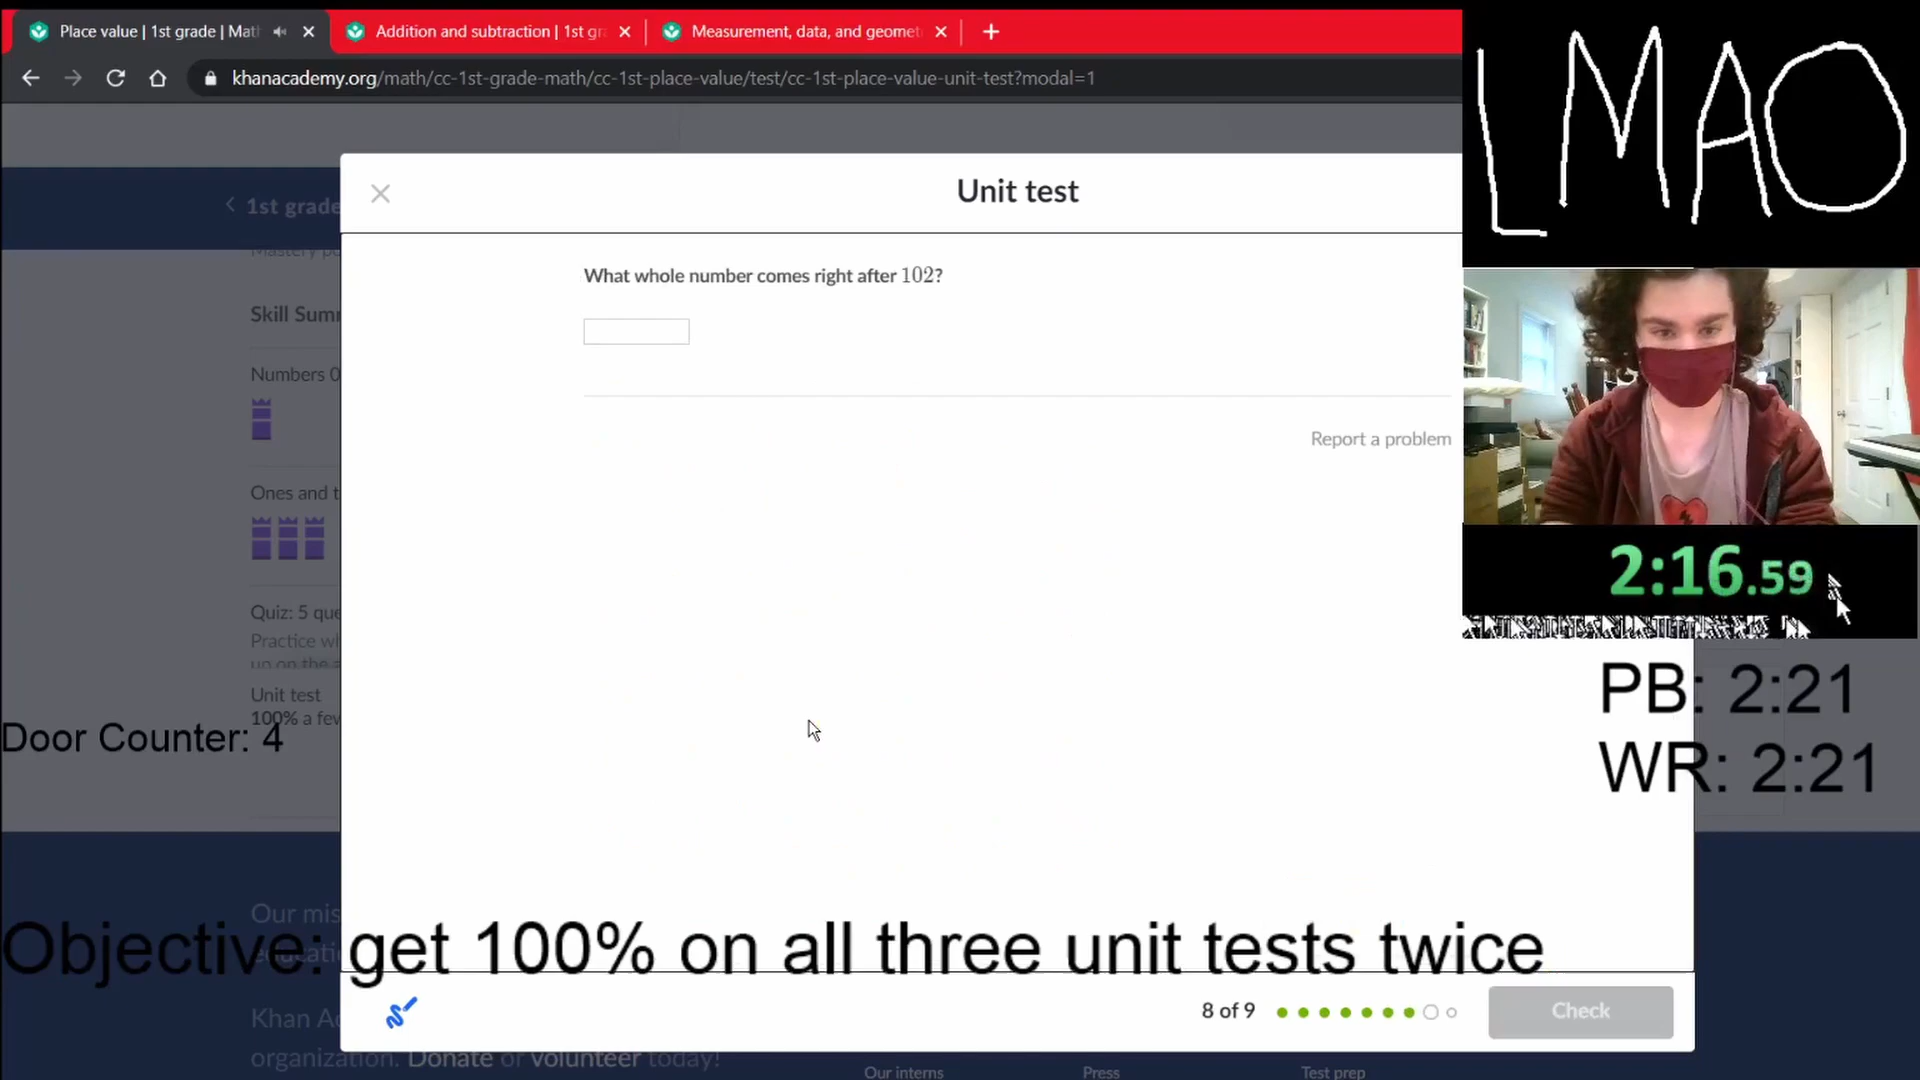 Place value | 1st grade | Mat
Addition and subtraction | 1st gr
Measurement, data, and geomet
khanacademy.org/math/cc-1st-grade-math/cc-1st-place-value/test/cc-1st-place-value-unit-test?modal=1
LMAO
1st grade
Unit test
What whole number comes right after 102?
Skill Sum
Numbers 0
Report a problem
Ones and t
2:16.59
Quiz: 5 que
Practice wi
up on the a
Unit test
100% a few
PB: 2:21
Door Counter: 4
WR: 2:21
Our mis
Objective: get 100% on all three unit tests twice
8 of 9
Check
Khan Ac
organization. Donate or volunteer today!
Our interns
Press
Test prep